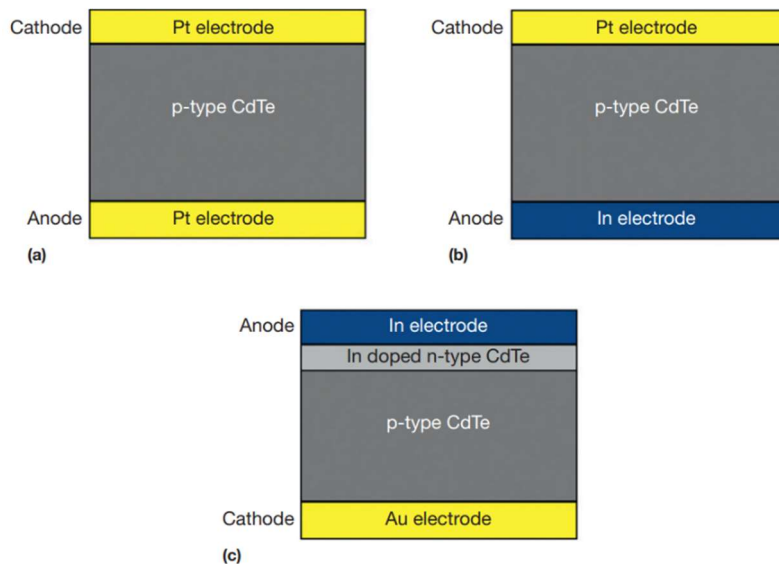 Cathode Pt electrode
p-type CdTe
Anode Pt electrode
(a)
Cathode Pt electrode
p-type CdTe
Anode In electrode
(b)
Anode In electrode
In doped n-type CdTe
p-type CdTe
Cathode Au electrode
(c)